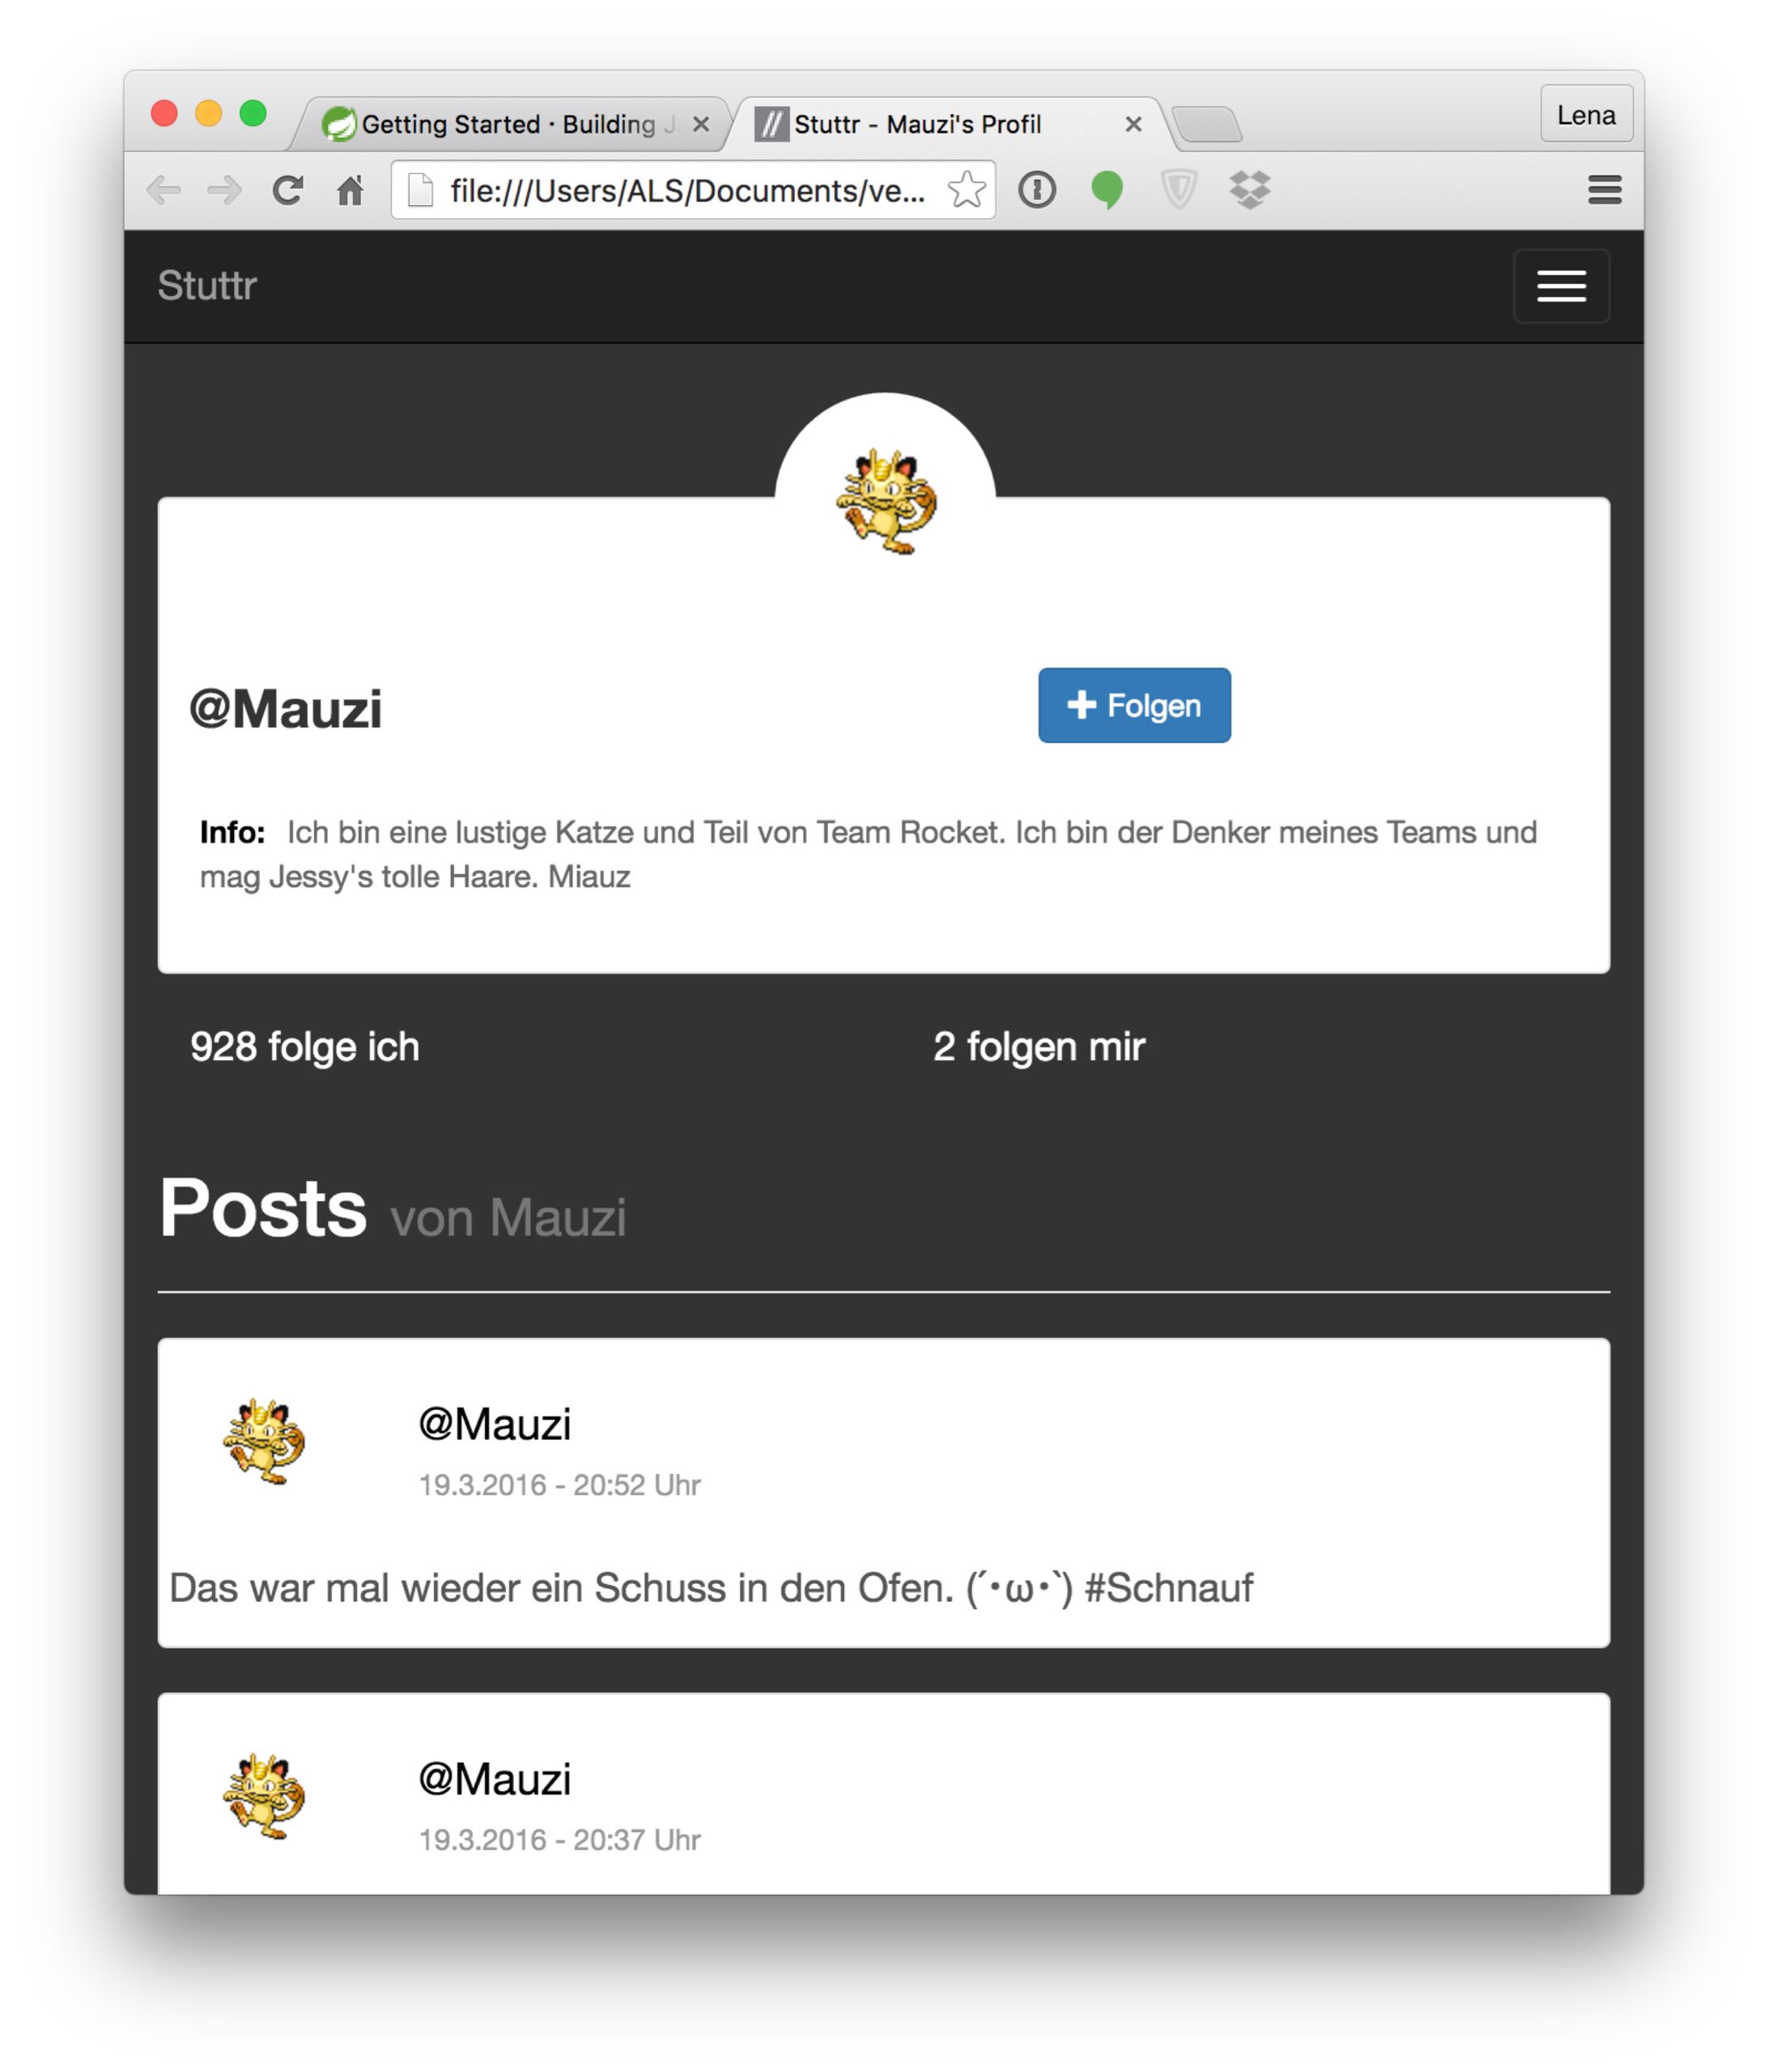 Getting Started · Building J
Stuttr - Mauzi's Profil
Lena
file:///Users/ALS/Documents/ve...
Stuttr
@Mauzi
Folgen
Info: Ich bin eine lustige Katze und Teil von Team Rocket. Ich bin der Denker meines Teams und
mag Jessy's tolle Haare. Miauz
928 folge ich
2 folgen mir
Posts von Mauzi
@Mauzi
19.3.2016 - 20:52 Uhr
Das war mal wieder ein Schuss in den Ofen. (´･ω･`) #Schnauf
@Mauzi
19.3.2016 - 20:37 Uhr